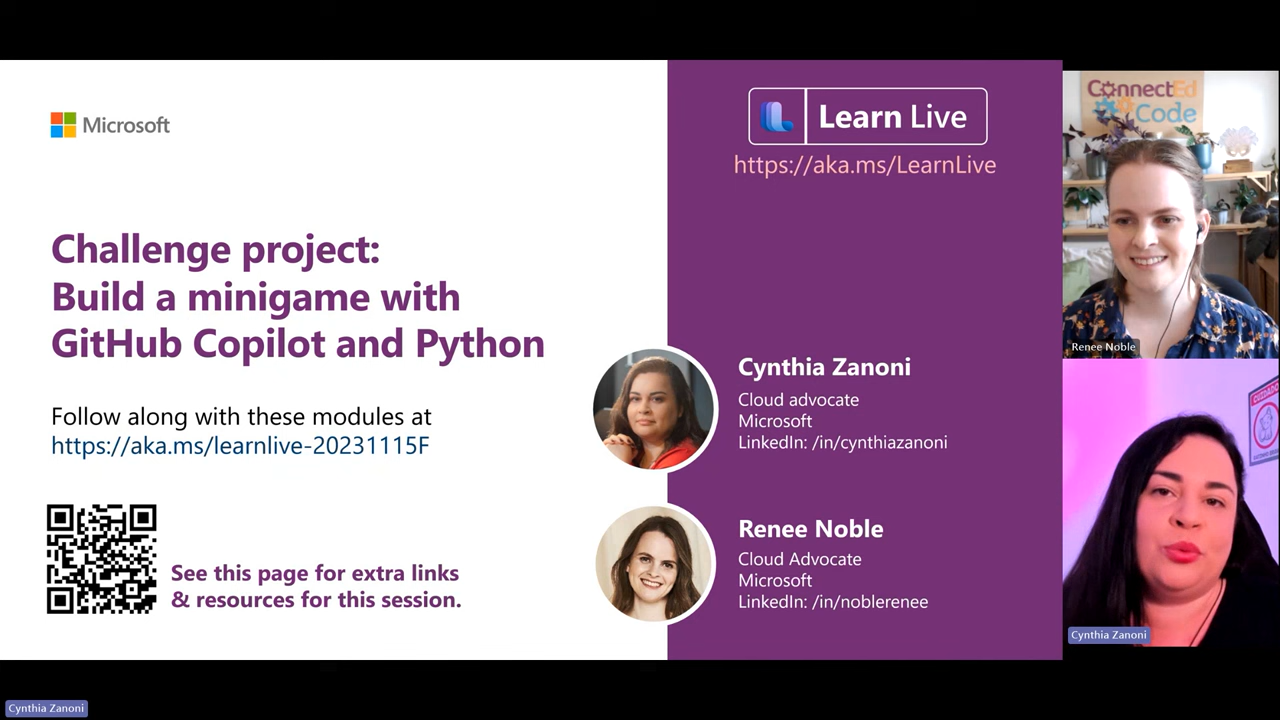 Microsoft
Learn Live
https://aka.ms/LearnLive
Challenge project:
Build a minigame with
GitHub Copilot and Python
Follow along with these modules at
https://aka.ms/learnlive-20231115F
See this page for extra links
& resources for this session.
Cynthia Zanoni
Cloud advocate
Microsoft
LinkedIn: /in/cynthiazanoni
Renee Noble
Cloud Advocate
Microsoft
LinkedIn: /in/noblerenee
ConnectEd
Code
Renee Noble
CUIDADO
Cynthia Zanoni
Cynthia Zanoni